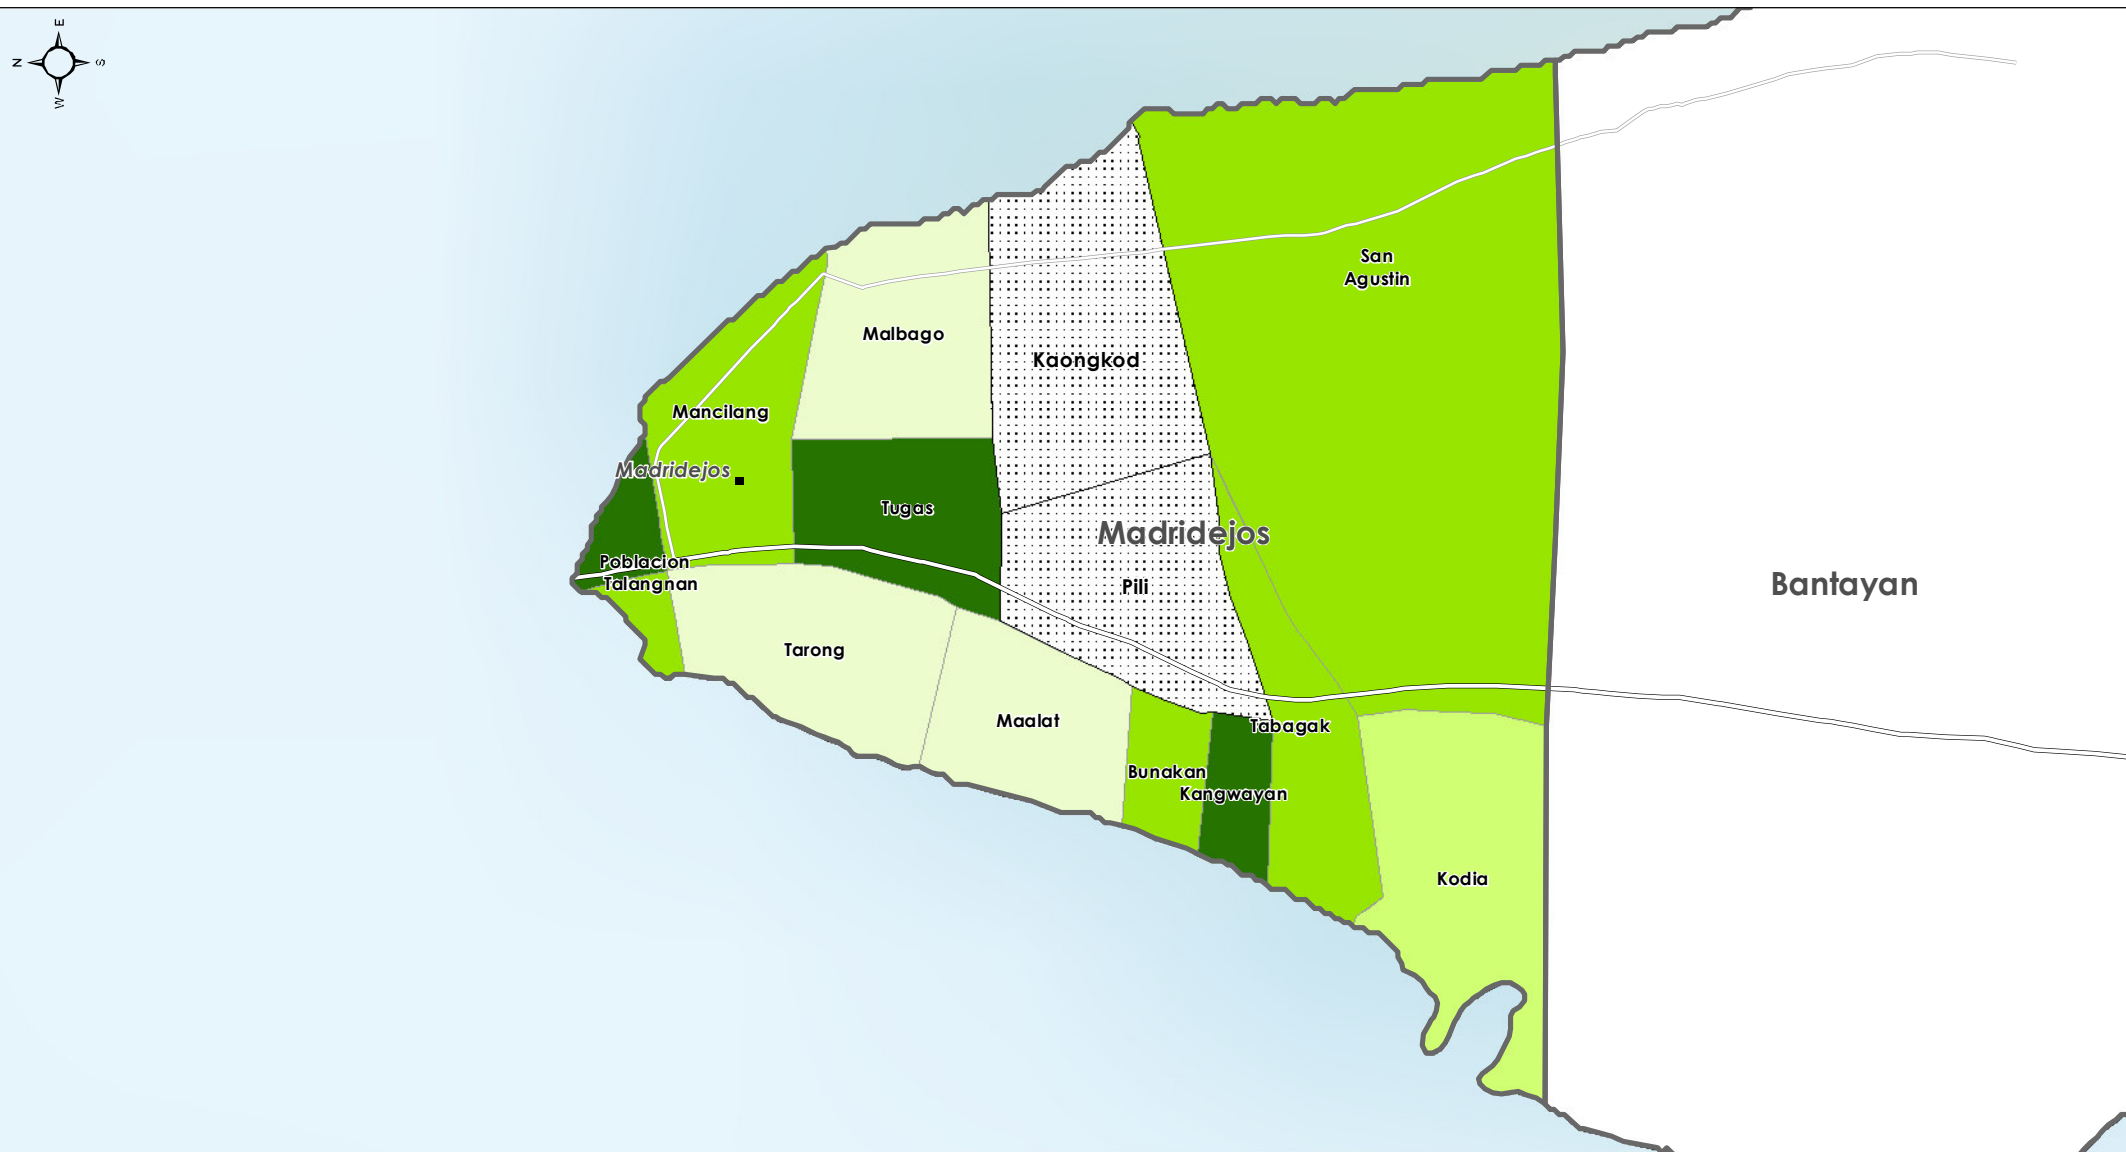 E
N
S
W
San
Agustin
Malbago
Kaongkod
Mancilang
Madridejos
Tugas
Madridejos
Poblacion
Talangnan
Pili
Bantayan
Tarong
Maalat
Tabagak
Bunakan
Kangwayan
Kodia